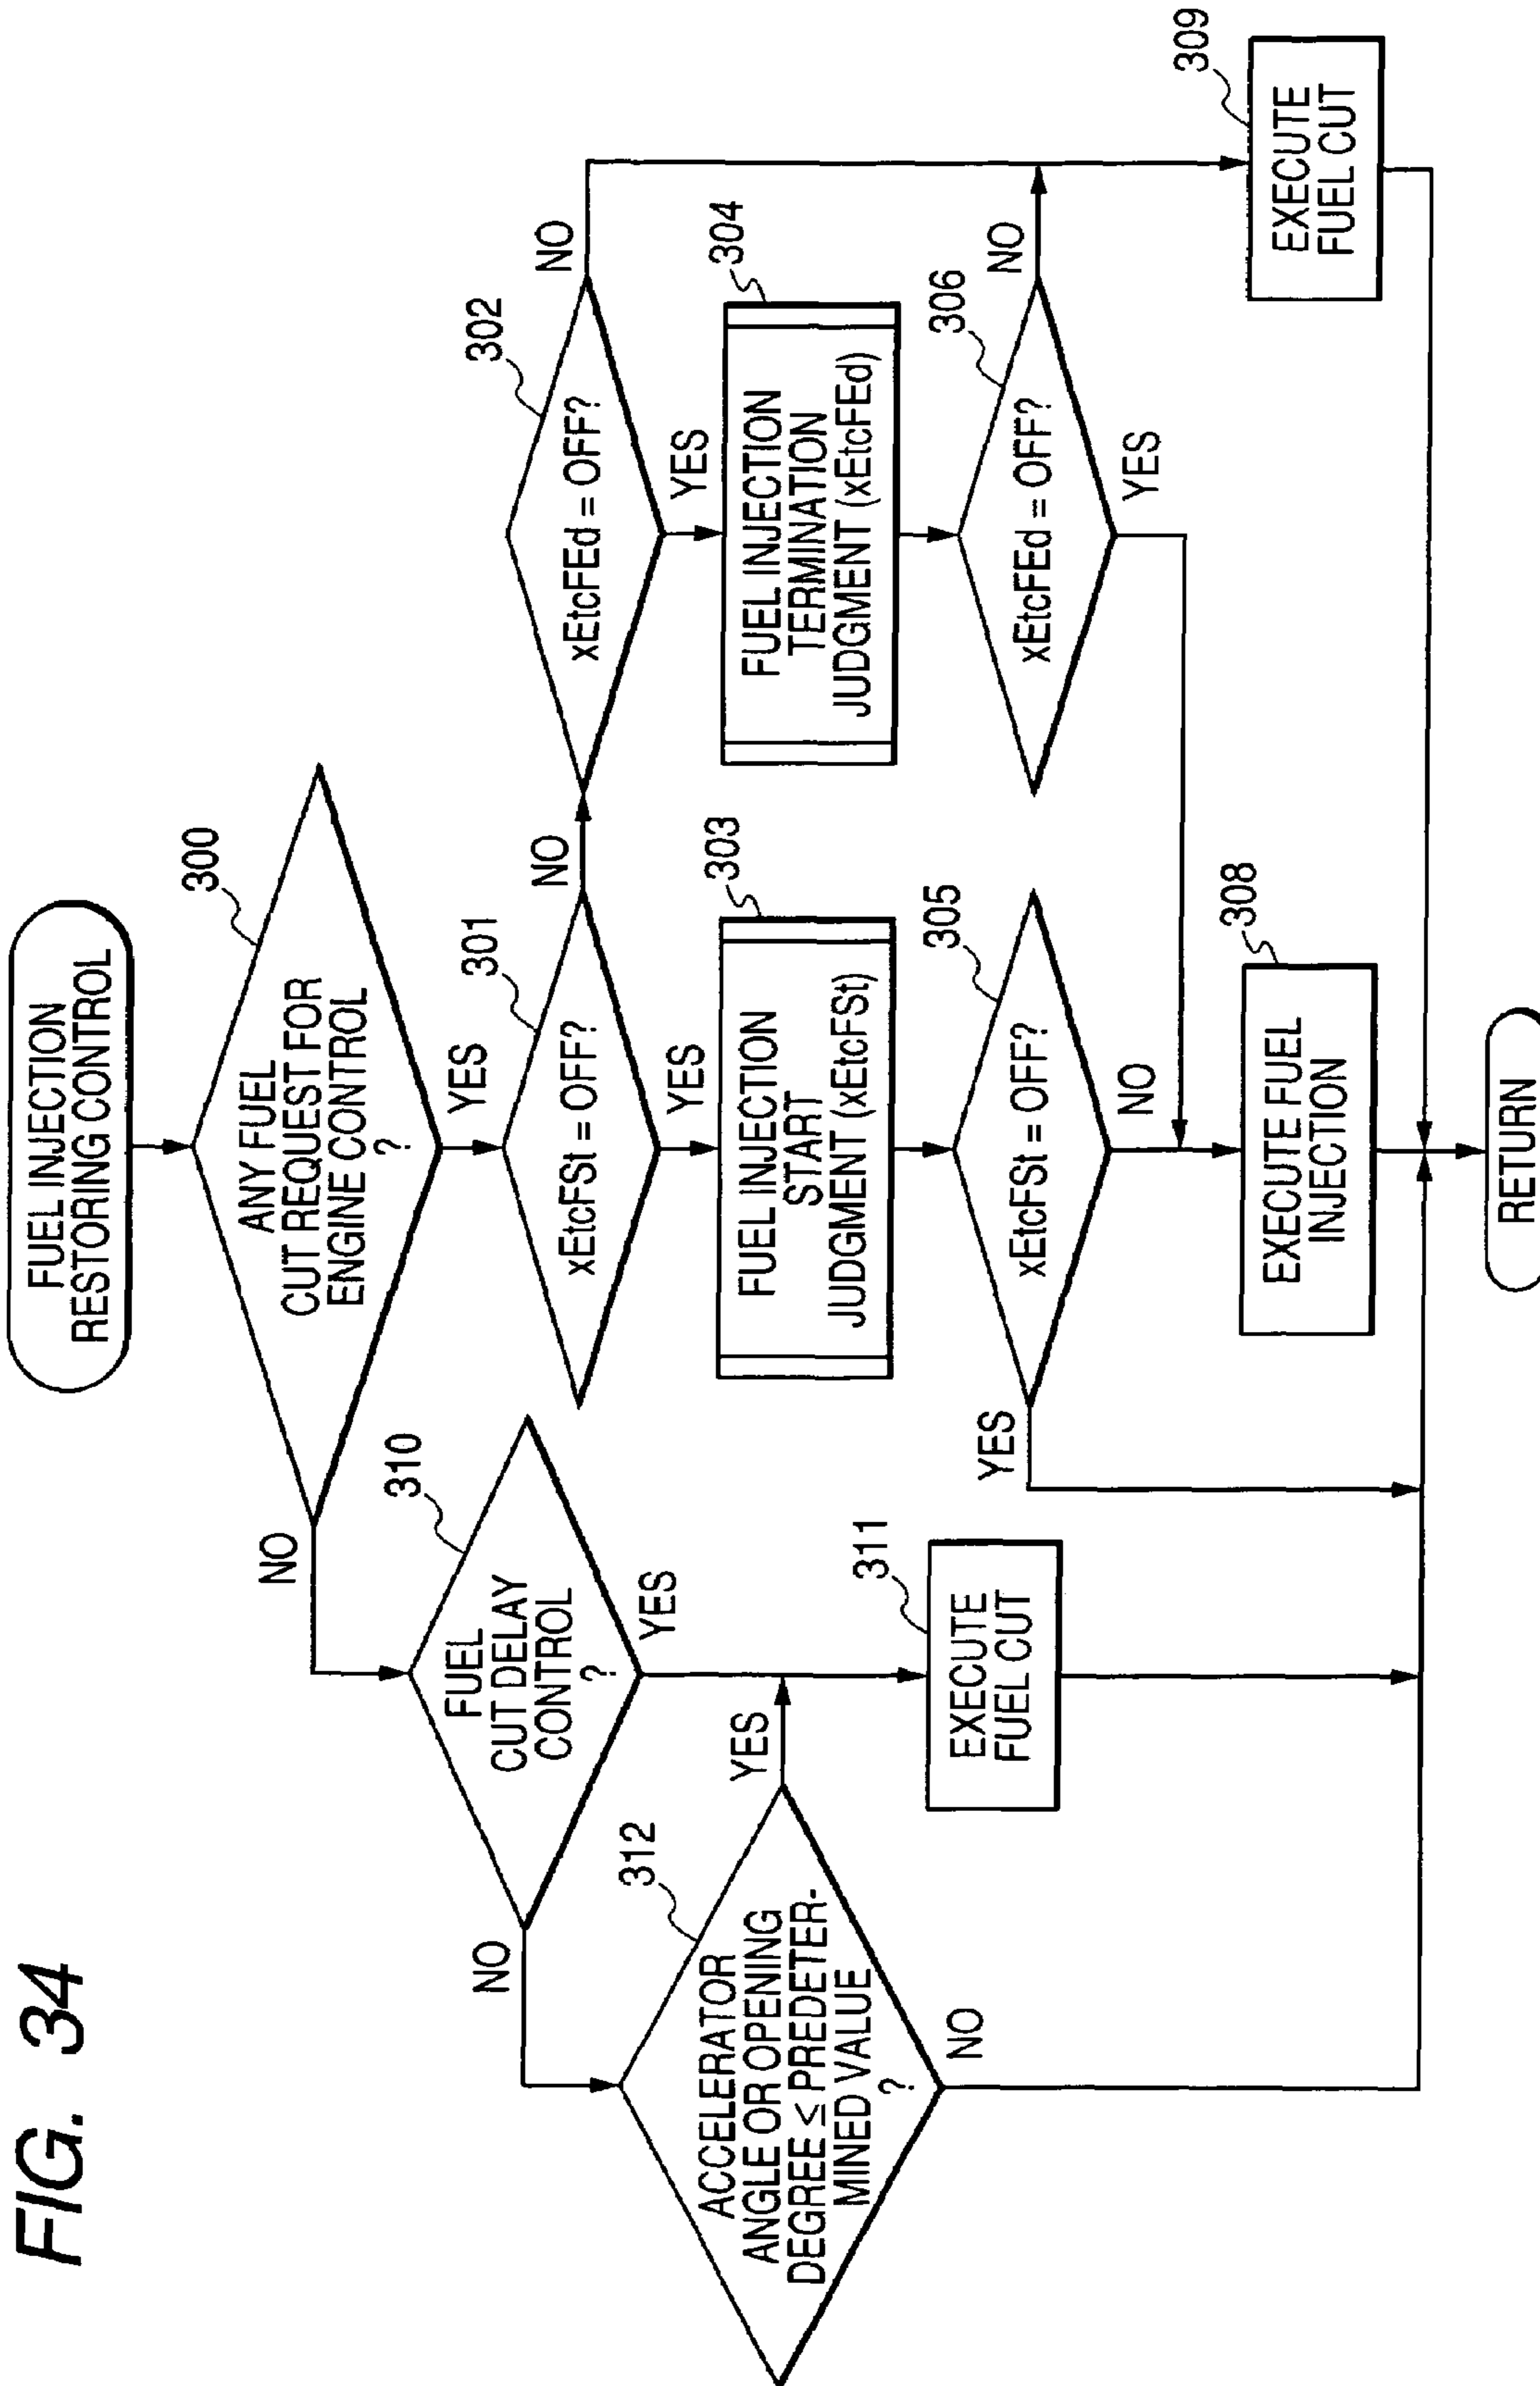 FIG. 34
FUEL INJECTION
RESTORING CONTROL
300
ANY FUEL
CUT REQUEST FOR
ENGINE CONTROL
?
NO
YES
310
FUEL
CUT DELAY
CONTROL
?
NO
YES
312
ACCELERATOR
ANGLE OR OPENING
DEGREE ≤ PREDETER-
MINED VALUE
?
YES
NO
311
EXECUTE
FUEL CUT
301
xEtcFSt = OFF?
NO
YES
303
FUEL INJECTION
START
JUDGMENT (xEtcFSt)
305
xEtcFSt = OFF?
YES
NO
302
xEtcFEd = OFF?
NO
YES
304
FUEL INJECTION
TERMINATION
JUDGMENT (xEtcFEd)
306
xEtcFEd = OFF?
NO
YES
308
EXECUTE FUEL
INJECTION
309
EXECUTE
FUEL CUT
RETURN